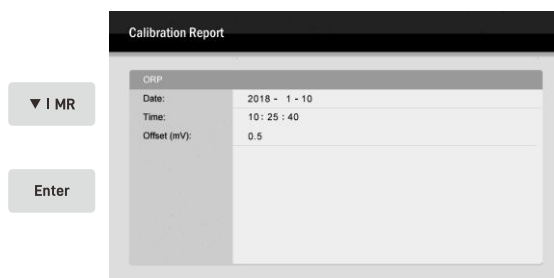 Calibration Report
ORP
▼ | MR
Date: 2018 - 1 - 10
Time: 10 : 25 : 40
Offset (mV): 0.5
Enter